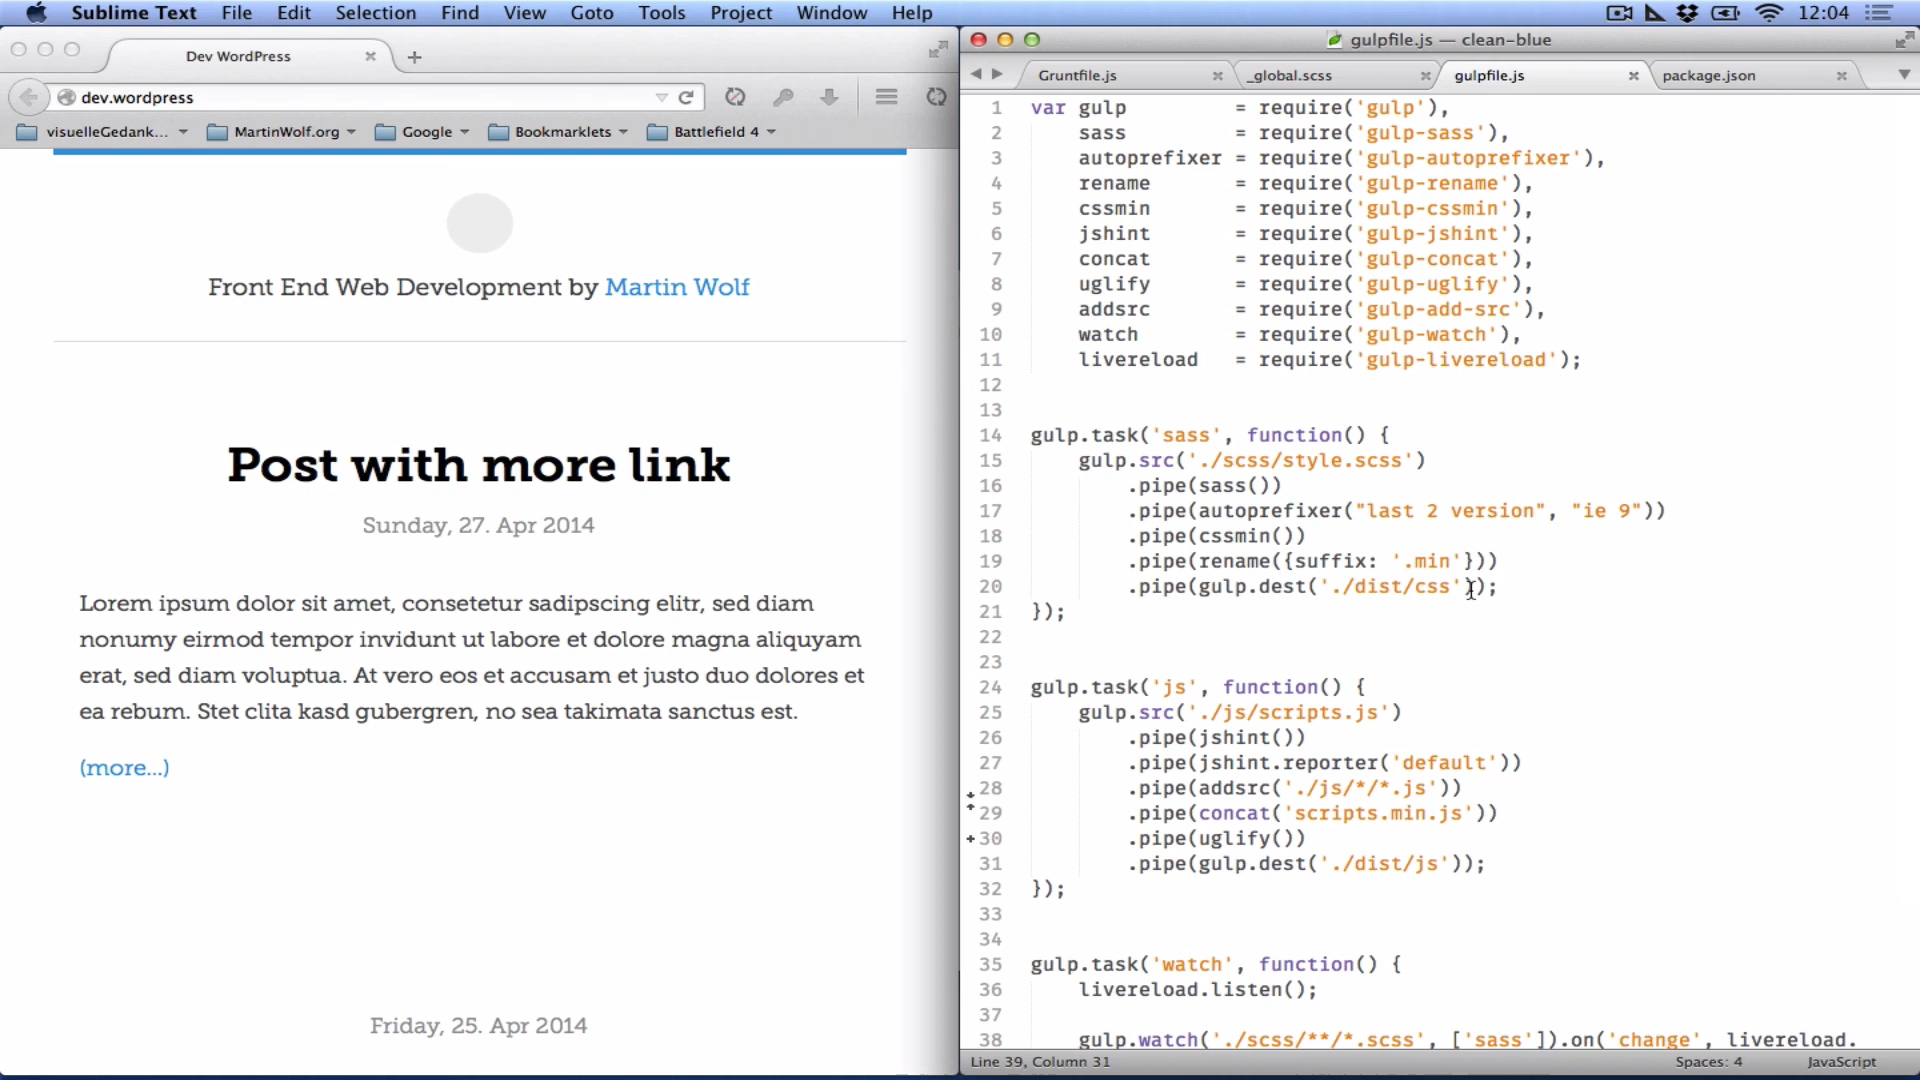 Sublime Text File Edit Selection Find View Goto Tools Project Window Help 12:04
Dev WordPress
dev.wordpress
visuelleGedank... MartinWolf.org Google Bookmarklets Battlefield 4
Front End Web Development by Martin Wolf
Post with more link
Sunday, 27. Apr 2014
Lorem ipsum dolor sit amet, consetetur sadipscing elitr, sed diam
nonumy eirmod tempor invidunt ut labore et dolore magna aliquyam
erat, sed diam voluptua. At vero eos et accusam et justo duo dolores et
ea rebum. Stet clita kasd gubergren, no sea takimata sanctus est.
(more...)
Friday, 25. Apr 2014
gulpfile.js — clean-blue
Gruntfile.js _global.scss gulpfile.js package.json
1 var gulp = require('gulp'),
2 sass = require('gulp-sass'),
3 autoprefixer = require('gulp-autoprefixer'),
4 rename = require('gulp-rename'),
5 cssmin = require('gulp-cssmin'),
6 jshint = require('gulp-jshint'),
7 concat = require('gulp-concat'),
8 uglify = require('gulp-uglify'),
9 addsrc = require('gulp-add-src'),
10 watch = require('gulp-watch'),
11 livereload = require('gulp-livereload');
12
13
14 gulp.task('sass', function() {
15 gulp.src('./scss/style.scss')
16 .pipe(sass())
17 .pipe(autoprefixer("last 2 version", "ie 9"))
18 .pipe(cssmin())
19 .pipe(rename({suffix: '.min'}))
20 .pipe(gulp.dest('./dist/css'));
21 });
22
23
24 gulp.task('js', function() {
25 gulp.src('./js/scripts.js')
26 .pipe(jshint())
27 .pipe(jshint.reporter('default'))
28 .pipe(addsrc('./js/*/*.js'))
29 .pipe(concat('scripts.min.js'))
30 .pipe(uglify())
31 .pipe(gulp.dest('./dist/js'));
32 });
33
34
35 gulp.task('watch', function() {
36 livereload.listen();
37
38 gulp.watch('./scss/**/*.scss', ['sass']).on('change', livereload.
Line 39, Column 31 Spaces: 4 JavaScript